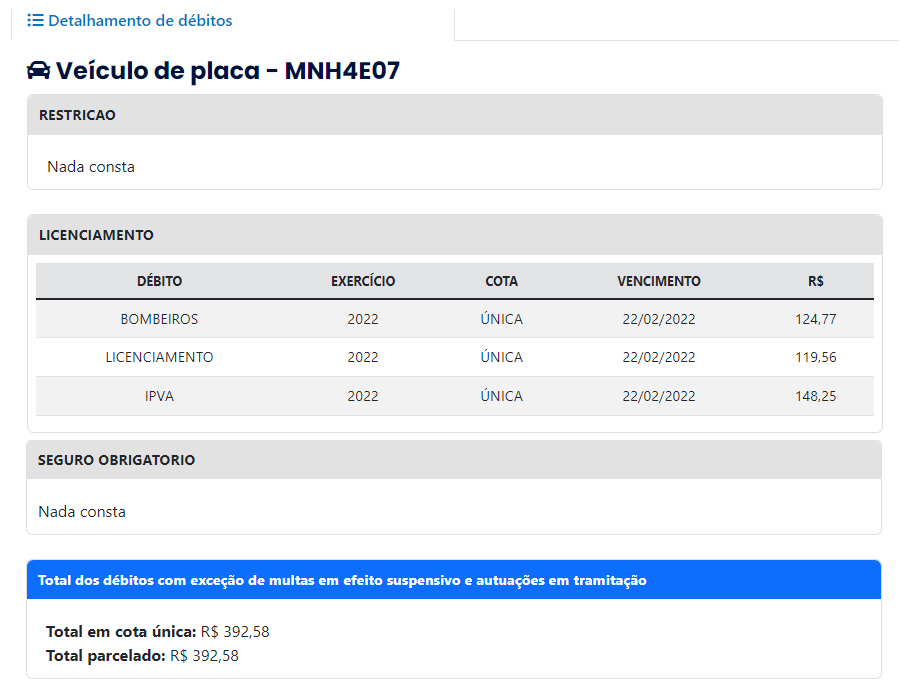 Detalhamento de débitos
Veículo de placa - MNH4E07
RESTRICAO
Nada consta
LICENCIAMENTO
DÉBITO EXERCÍCIO COTA VENCIMENTO R$
BOMBEIROS 2022 ÚNICA 22/02/2022 124,77
LICENCIAMENTO 2022 ÚNICA 22/02/2022 119,56
IPVA 2022 ÚNICA 22/02/2022 148,25
SEGURO OBRIGATORIO
Nada consta
Total dos débitos com exceção de multas em efeito suspensivo e autuações em tramitação
Total em cota única: R$ 392,58
Total parcelado: R$ 392,58